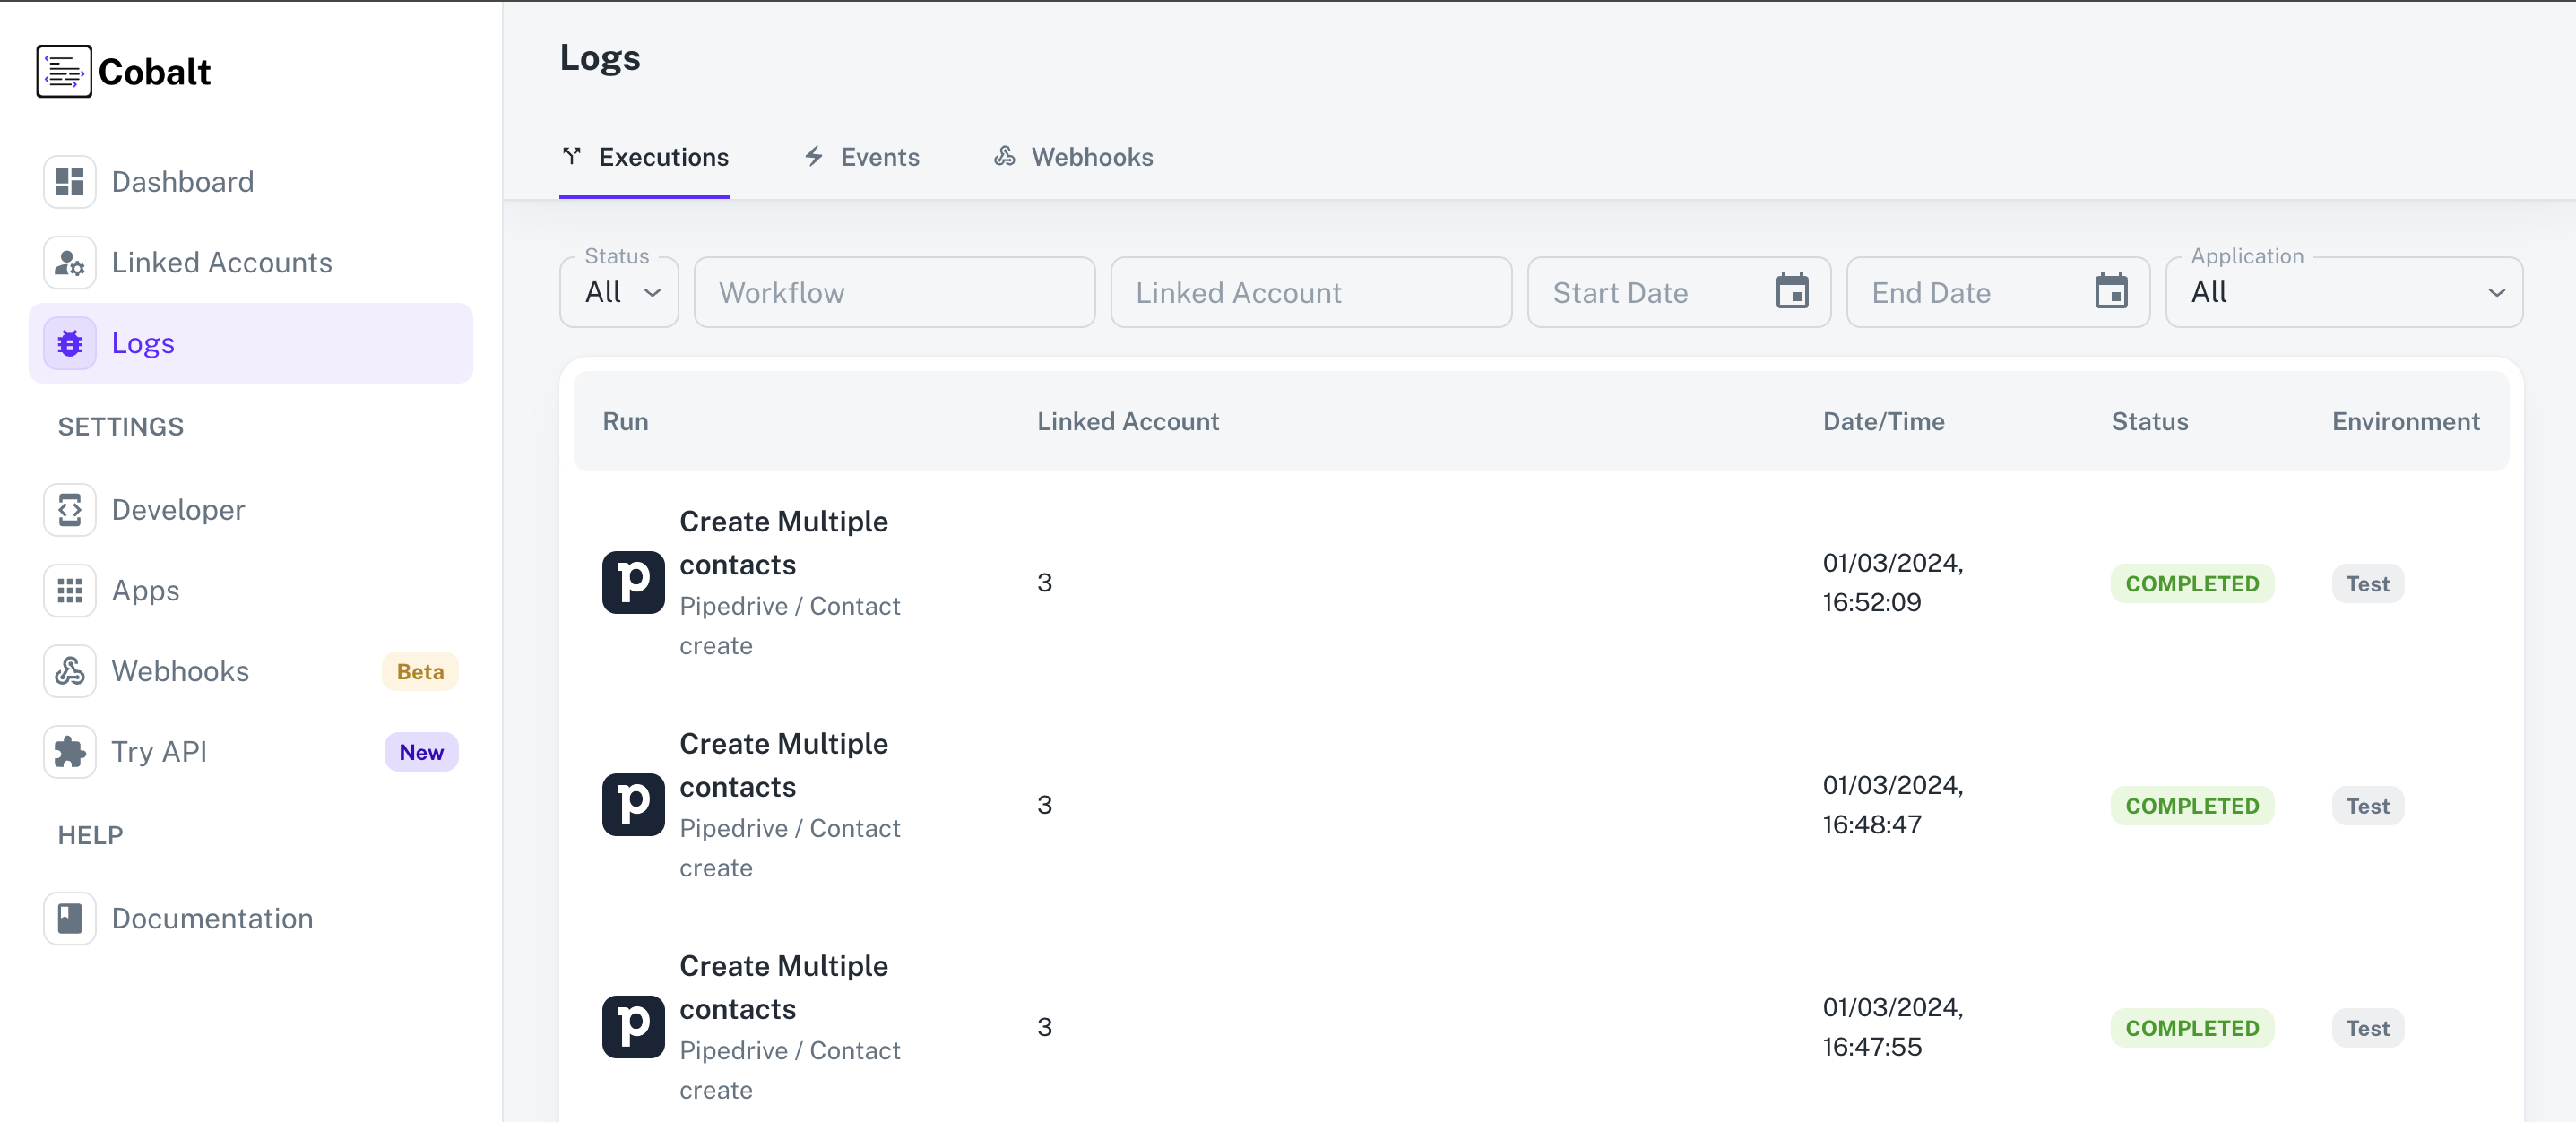 Cobalt
Dashboard
Linked Accounts
Logs
SETTINGS
Developer
Apps
Webhooks Beta
Try API New
HELP
Documentation
Logs
Executions Events Webhooks
Status All Workflow Linked Account Start Date End Date Application All
Run Linked Account Date/Time Status Environment
Create Multiple
contacts
Pipedrive / Contact
create
3
01/03/2024,
16:52:09
COMPLETED
Test
Create Multiple
contacts
Pipedrive / Contact
create
3
01/03/2024,
16:48:47
COMPLETED
Test
Create Multiple
contacts
Pipedrive / Contact
create
3
01/03/2024,
16:47:55
COMPLETED
Test